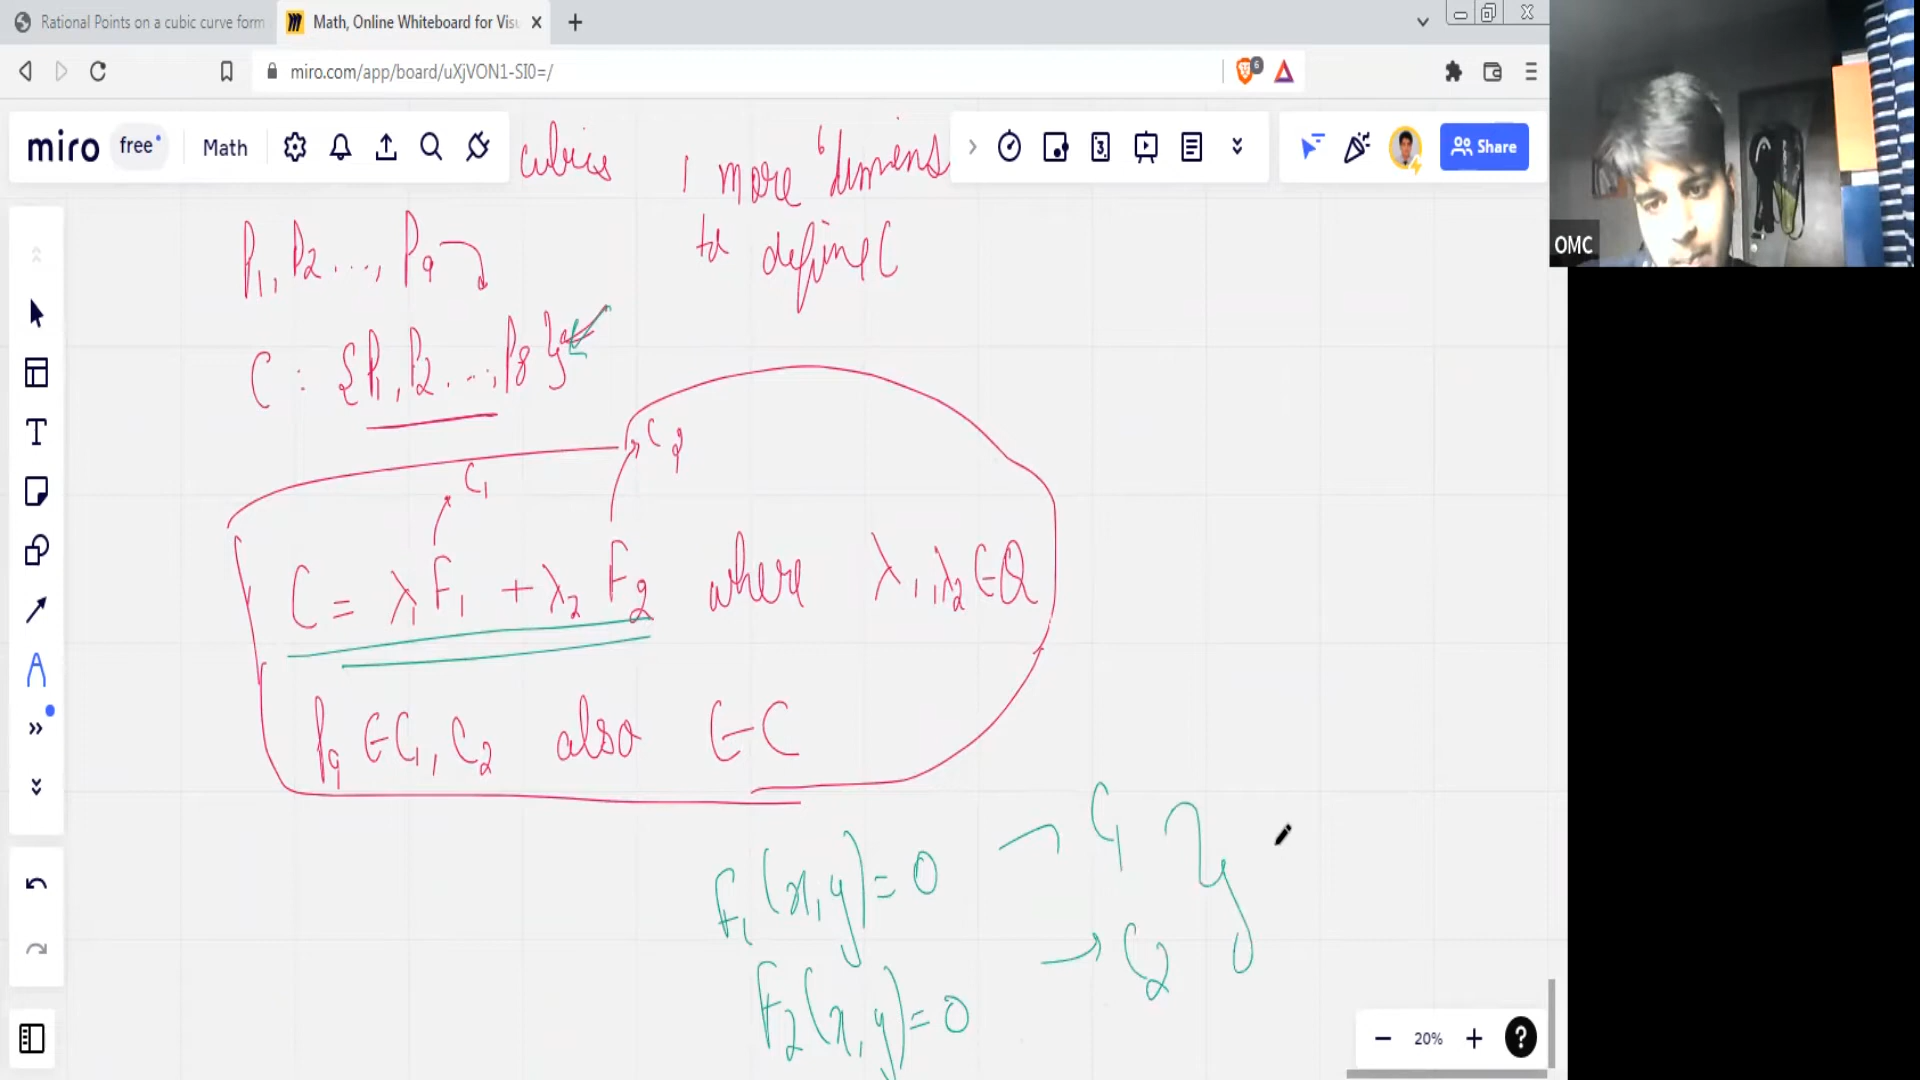 Rational Points on a cubic curve form
Math, Online Whiteboard for Visu
miro.com/app/board/uXjVON1-SI0=/
6
miro free Math
Share
OMC
cubics
1 more dimens
to define C
P1, P2 ..., P9
C : {P1, P2 ..., P8}
C1
C2
C = λ1 F1 + λ2 F2 where λ1, λ2 ∈ Q
P9 ∈ C1, C2 also ∈ C
F1(x,y) = 0 → C1
F2(x,y) = 0 → C2
20%